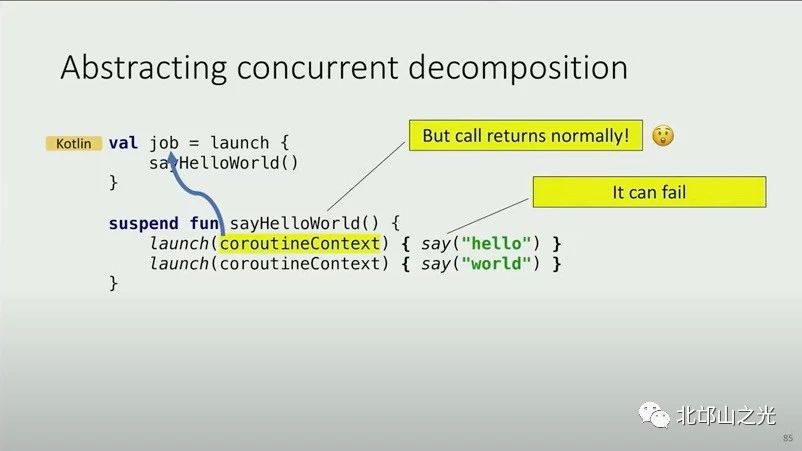 Abstracting concurrent decomposition
Kotlin
val job = launch {
sayHelloWorld()
}
But call returns normally!
It can fail
suspend fun sayHelloWorld() {
launch(coroutineContext) { say("hello") }
launch(coroutineContext) { say("world") }
}
北邙山之光
85